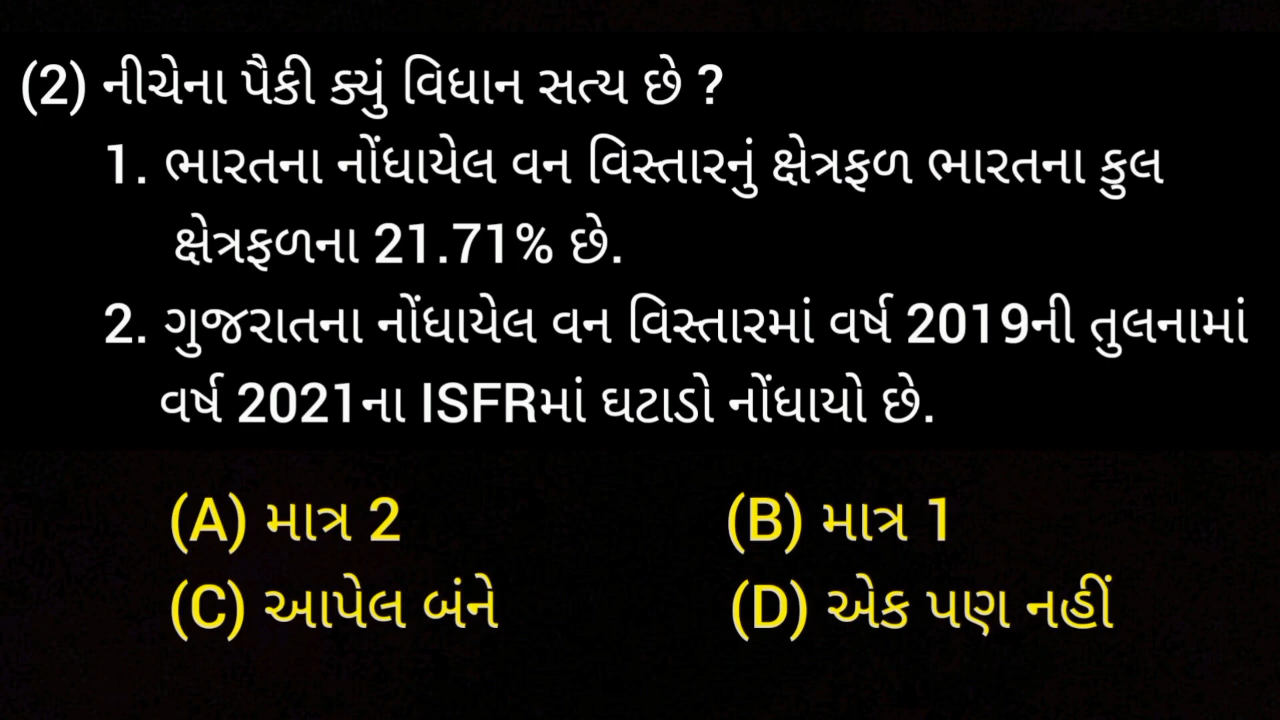 (2) નીચેના પૈકી ક્યું વિધાન સત્ય છે ?
1. ભારતના નોંધાયેલ વન વિસ્તારનું ક્ષેત્રફળ ભારતના કુલ
ક્ષેત્રફળના 21.71% છે.
2. ગુજરાતના નોંધાયેલ વન વિસ્તારમાં વર્ષ 2019ની તુલનામાં
વર્ષ 2021ના ISFRમાં ઘટાડો નોંધાયો છે.
(A) માત્ર 2 (B) માત્ર 1
(C) આપેલ બંને (D) એક પણ નહીં